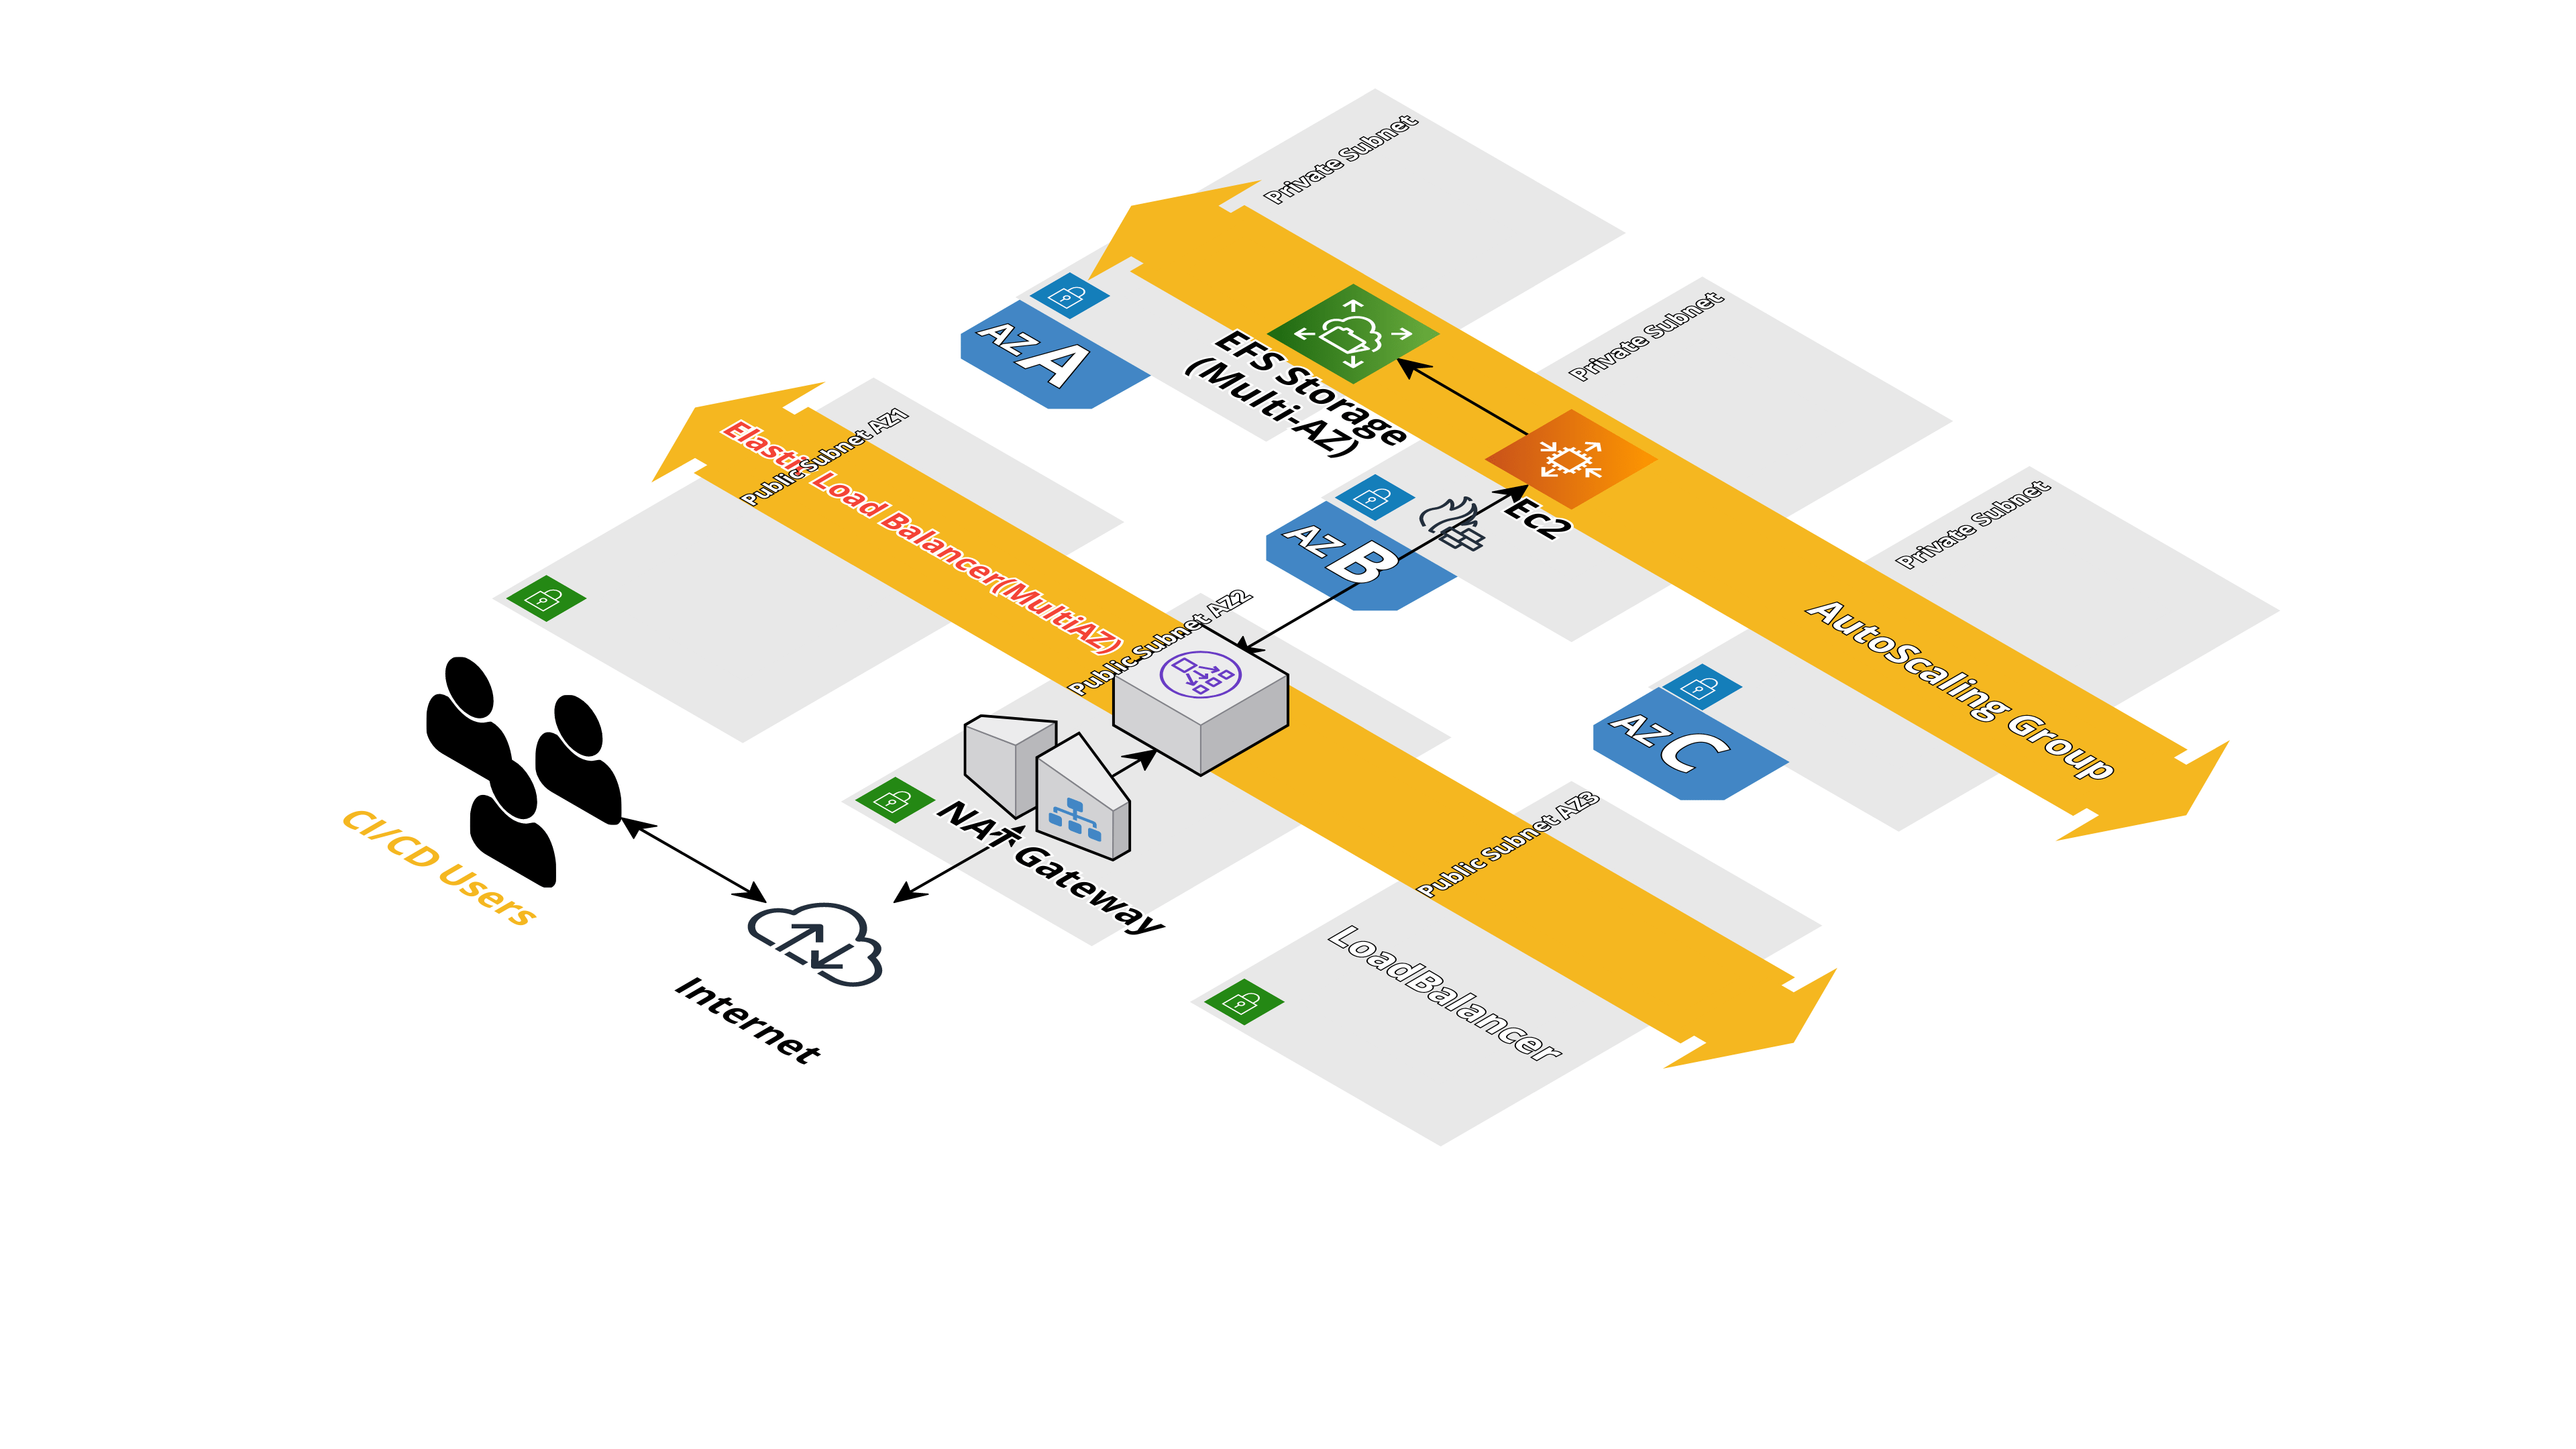 Private Subnet
Private Subnet
Private Subnet
AZ A
EFS Storage
(Multi-AZ)
Public Subnet AZ1
Elastic Load Balancer(MultiAZ)
AZ B
Ec2
AutoScaling Group
Public Subnet AZ2
AZ C
Public Subnet AZ3
NAT Gateway
CI/CD Users
LoadBalancer
Internet